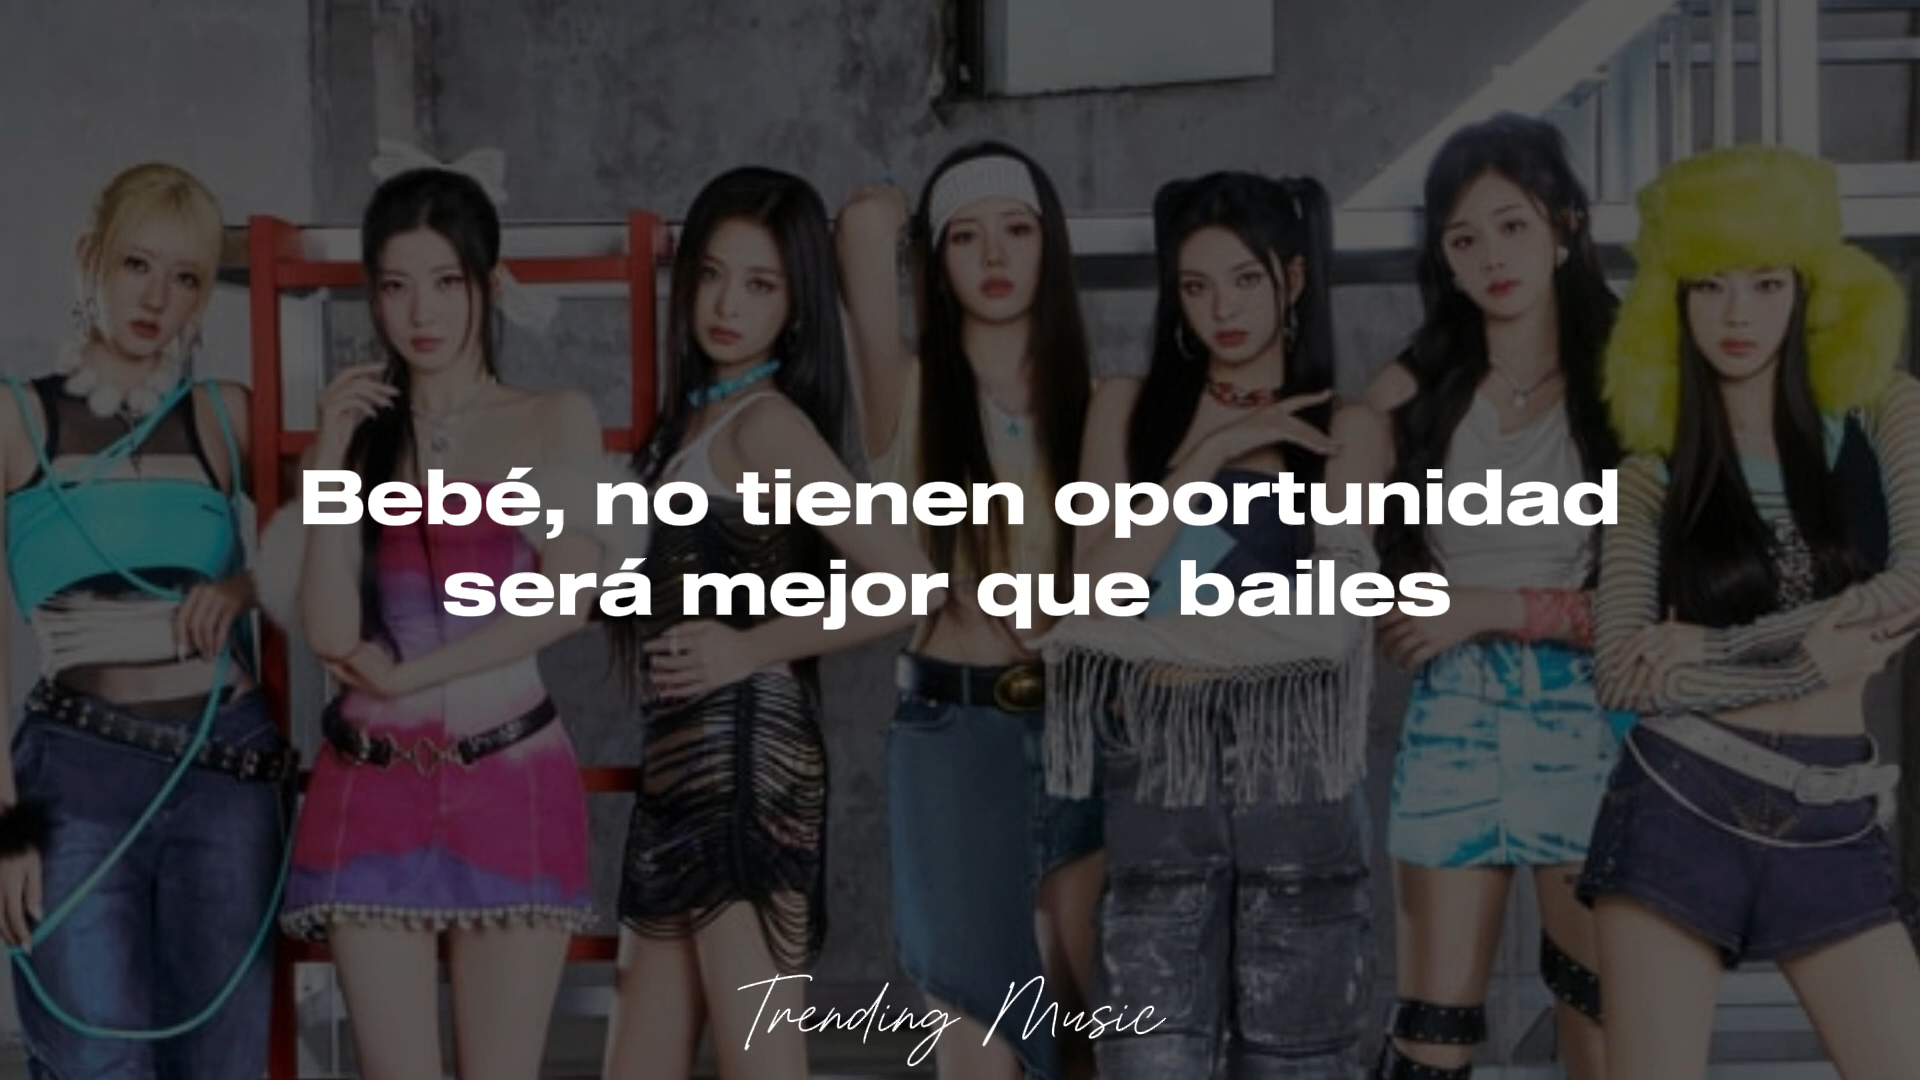 Bebé, no tienen oportunidad
será mejor que bailes
Trending Music